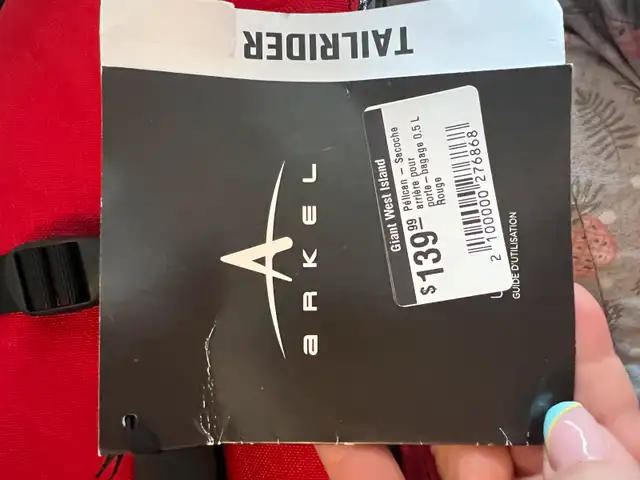 TAILRIDER
ARKEL
Giant West Island
$139.99
Pélican - Sacoche
arrière pour
porte-bagage 0,5 L
Rouge
2 100000 276868
GUIDE D'UTILISATION